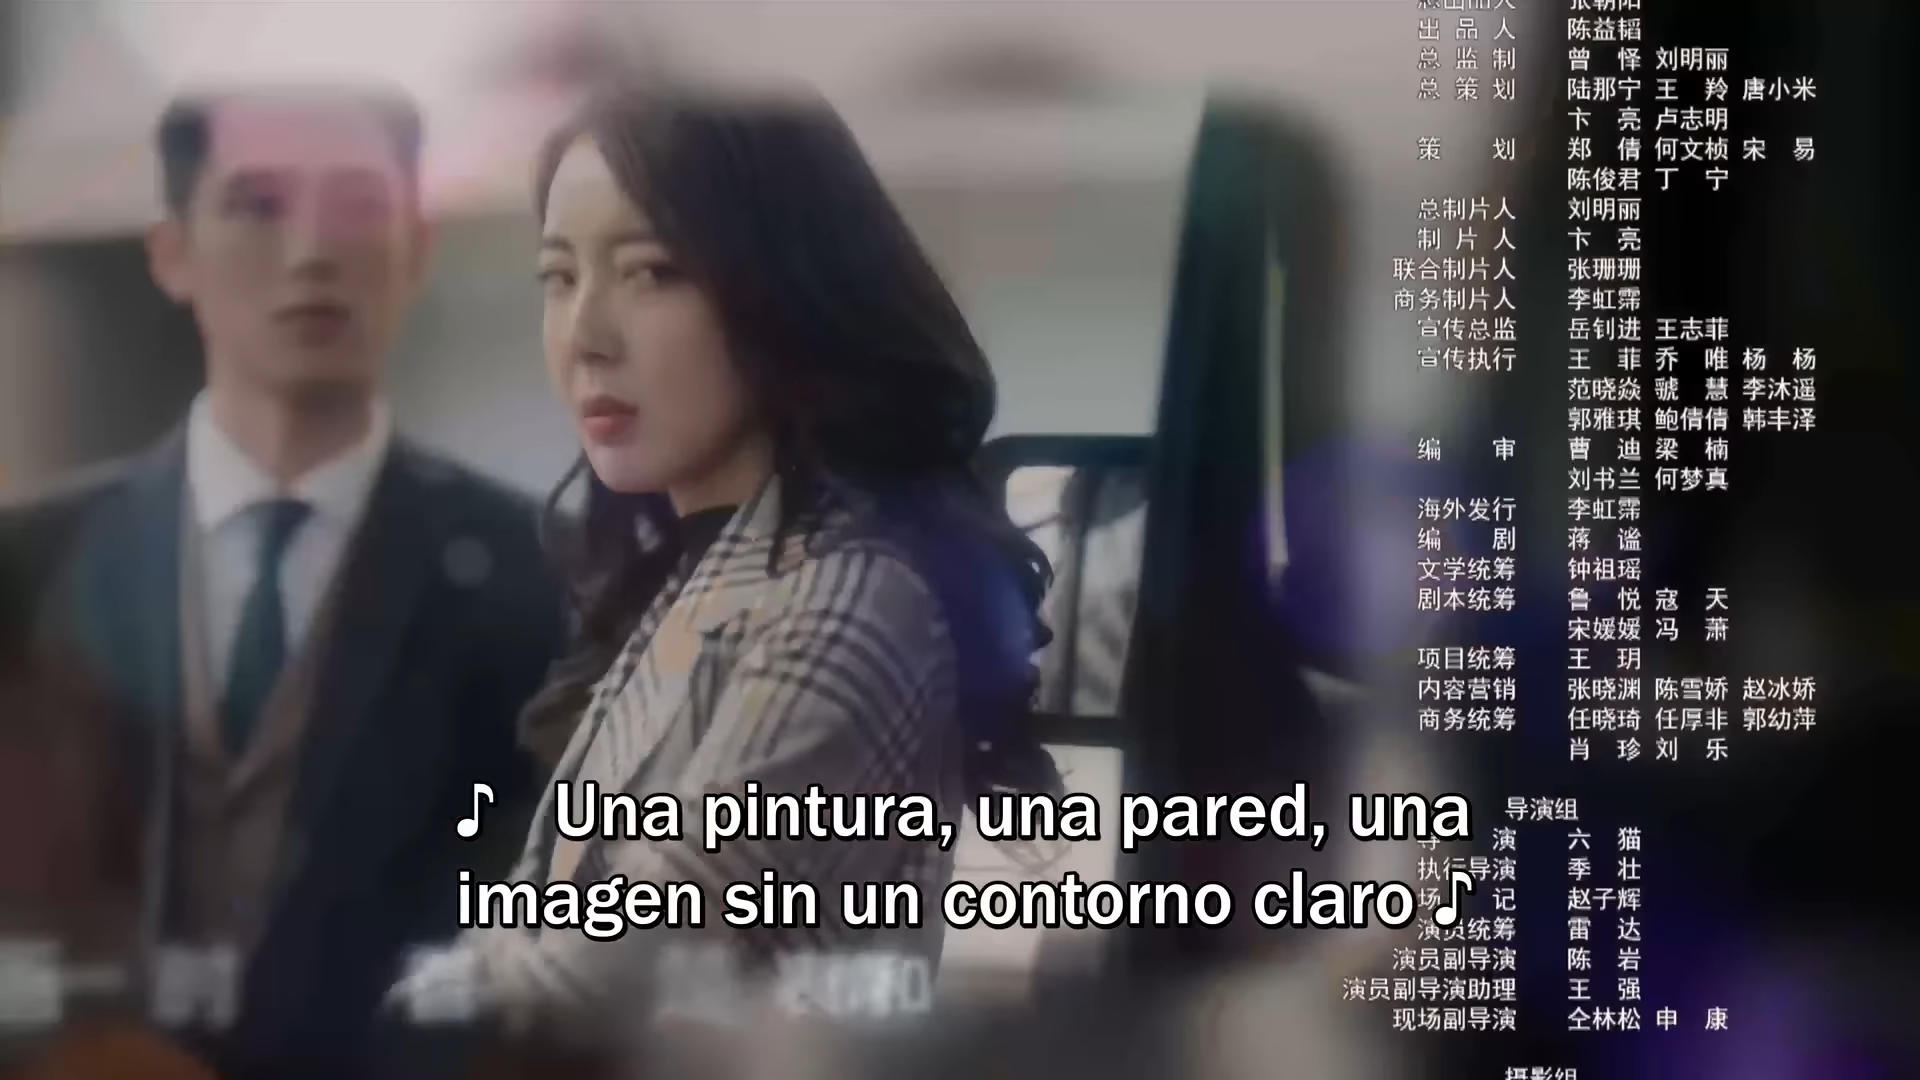 出 品 人 陈益韬
总 监 制 曾 怿 刘明丽
总 策 划 陆那宁 王 羚 唐小米
卞 亮 卢志明
策 划 郑 倩 何文桢 宋 易
陈俊君 丁 宁
总制片人 刘明丽
制 片 人 卞 亮
联合制片人 张珊珊
商务制片人 李虹霈
宣传总监 岳钊进 王志菲
宣传执行 王 菲 乔 唯 杨 杨
范晓焱 虢 慧 李沐遥
郭雅琪 鲍倩倩 韩丰泽
编 审 曹 迪 梁 楠
刘书兰 何梦真
海外发行 李虹霈
编 剧 蒋 谧
文学统筹 钟祖瑶
剧本统筹 鲁 悦 寇 天
宋媛媛 冯 萧
项目统筹 王 玥
内容营销 张晓渊 陈雪娇 赵冰娇
商务统筹 任晓琦 任厚非 郭幼萍
肖 珍 刘 乐
导演组
导 演 六 猫
执行导演 季 壮
场 记 赵子辉
演员统筹 雷 达
演员副导演 陈 岩
演员副导演助理 王 强
现场副导演 仝林松 申 康
♪ Una pintura, una pared, una
imagen sin un contorno claro ♪